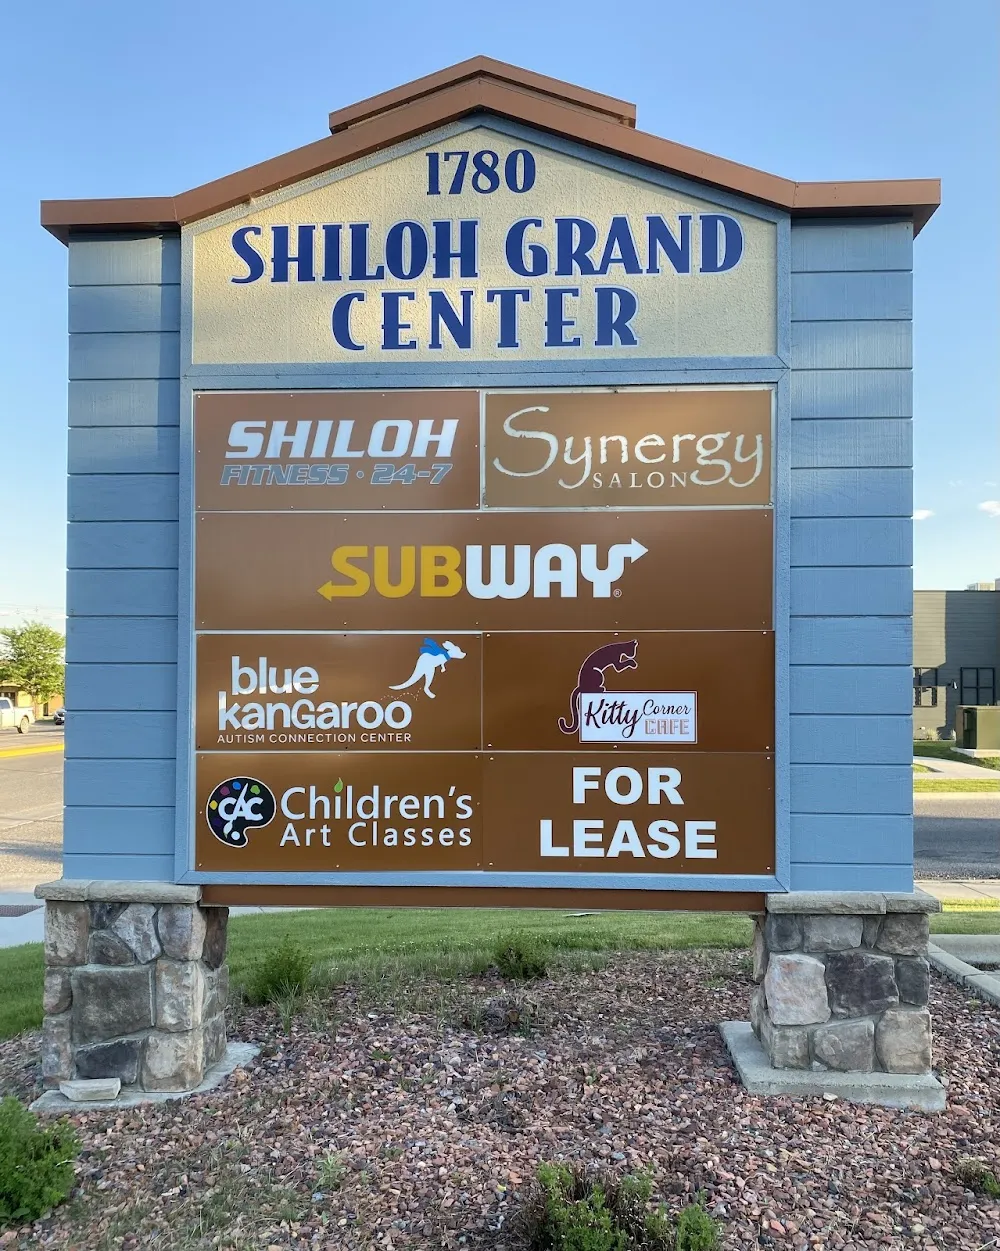 1780
SHILOH GRAND
CENTER
SHILOH
FITNESS · 24-7
Synergy
SALON
SUBWAY®
blue
kangaroo
AUTISM CONNECTION CENTER
Kitty Corner
CAFE
CAC
Children's
Art Classes
FOR
LEASE